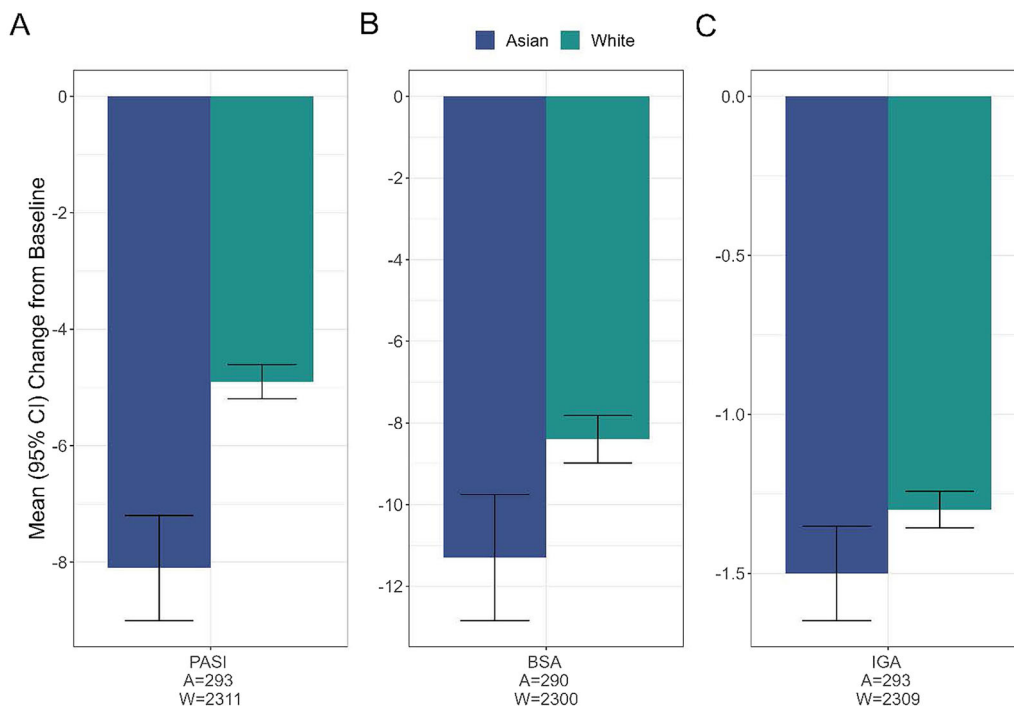 A
B
Asian White
C
Mean (95% CI) Change from Baseline
0
-2
-4
-6
-8
PASI
A=293
W=2311
0
-2
-4
-6
-8
-10
-12
BSA
A=290
W=2300
0.0
-0.5
-1.0
-1.5
IGA
A=293
W=2309